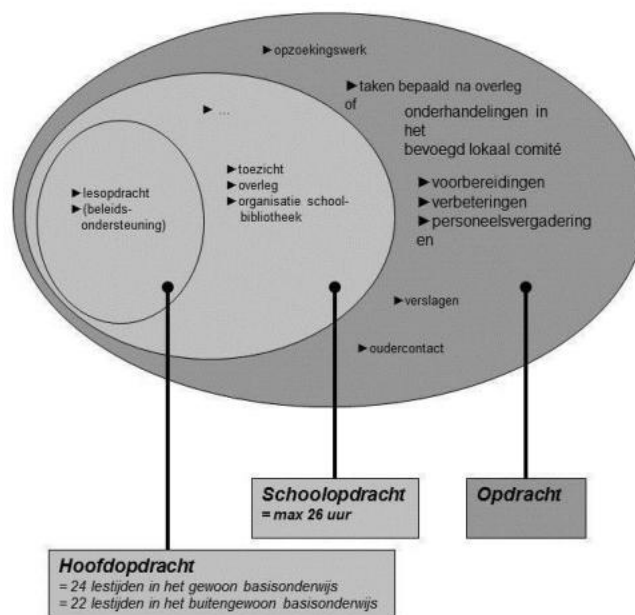 ►opzoekingswerk
►taken bepaald na overleg
of
onderhandelingen in
het
bevoegd lokaal comité
► ...
►toezicht
►overleg
►organisatie school-
bibliotheek
►lesopdracht
►(beleids-
ondersteuning)
►voorbereidingen
►verbeteringen
►personeelsvergadering
en
►verslagen
►oudercontact
Schoolopdracht
= max 26 uur
Opdracht
Hoofdopdracht
= 24 lestijden in het gewoon basisonderwijs
= 22 lestijden in het buitengewoon basisonderwijs